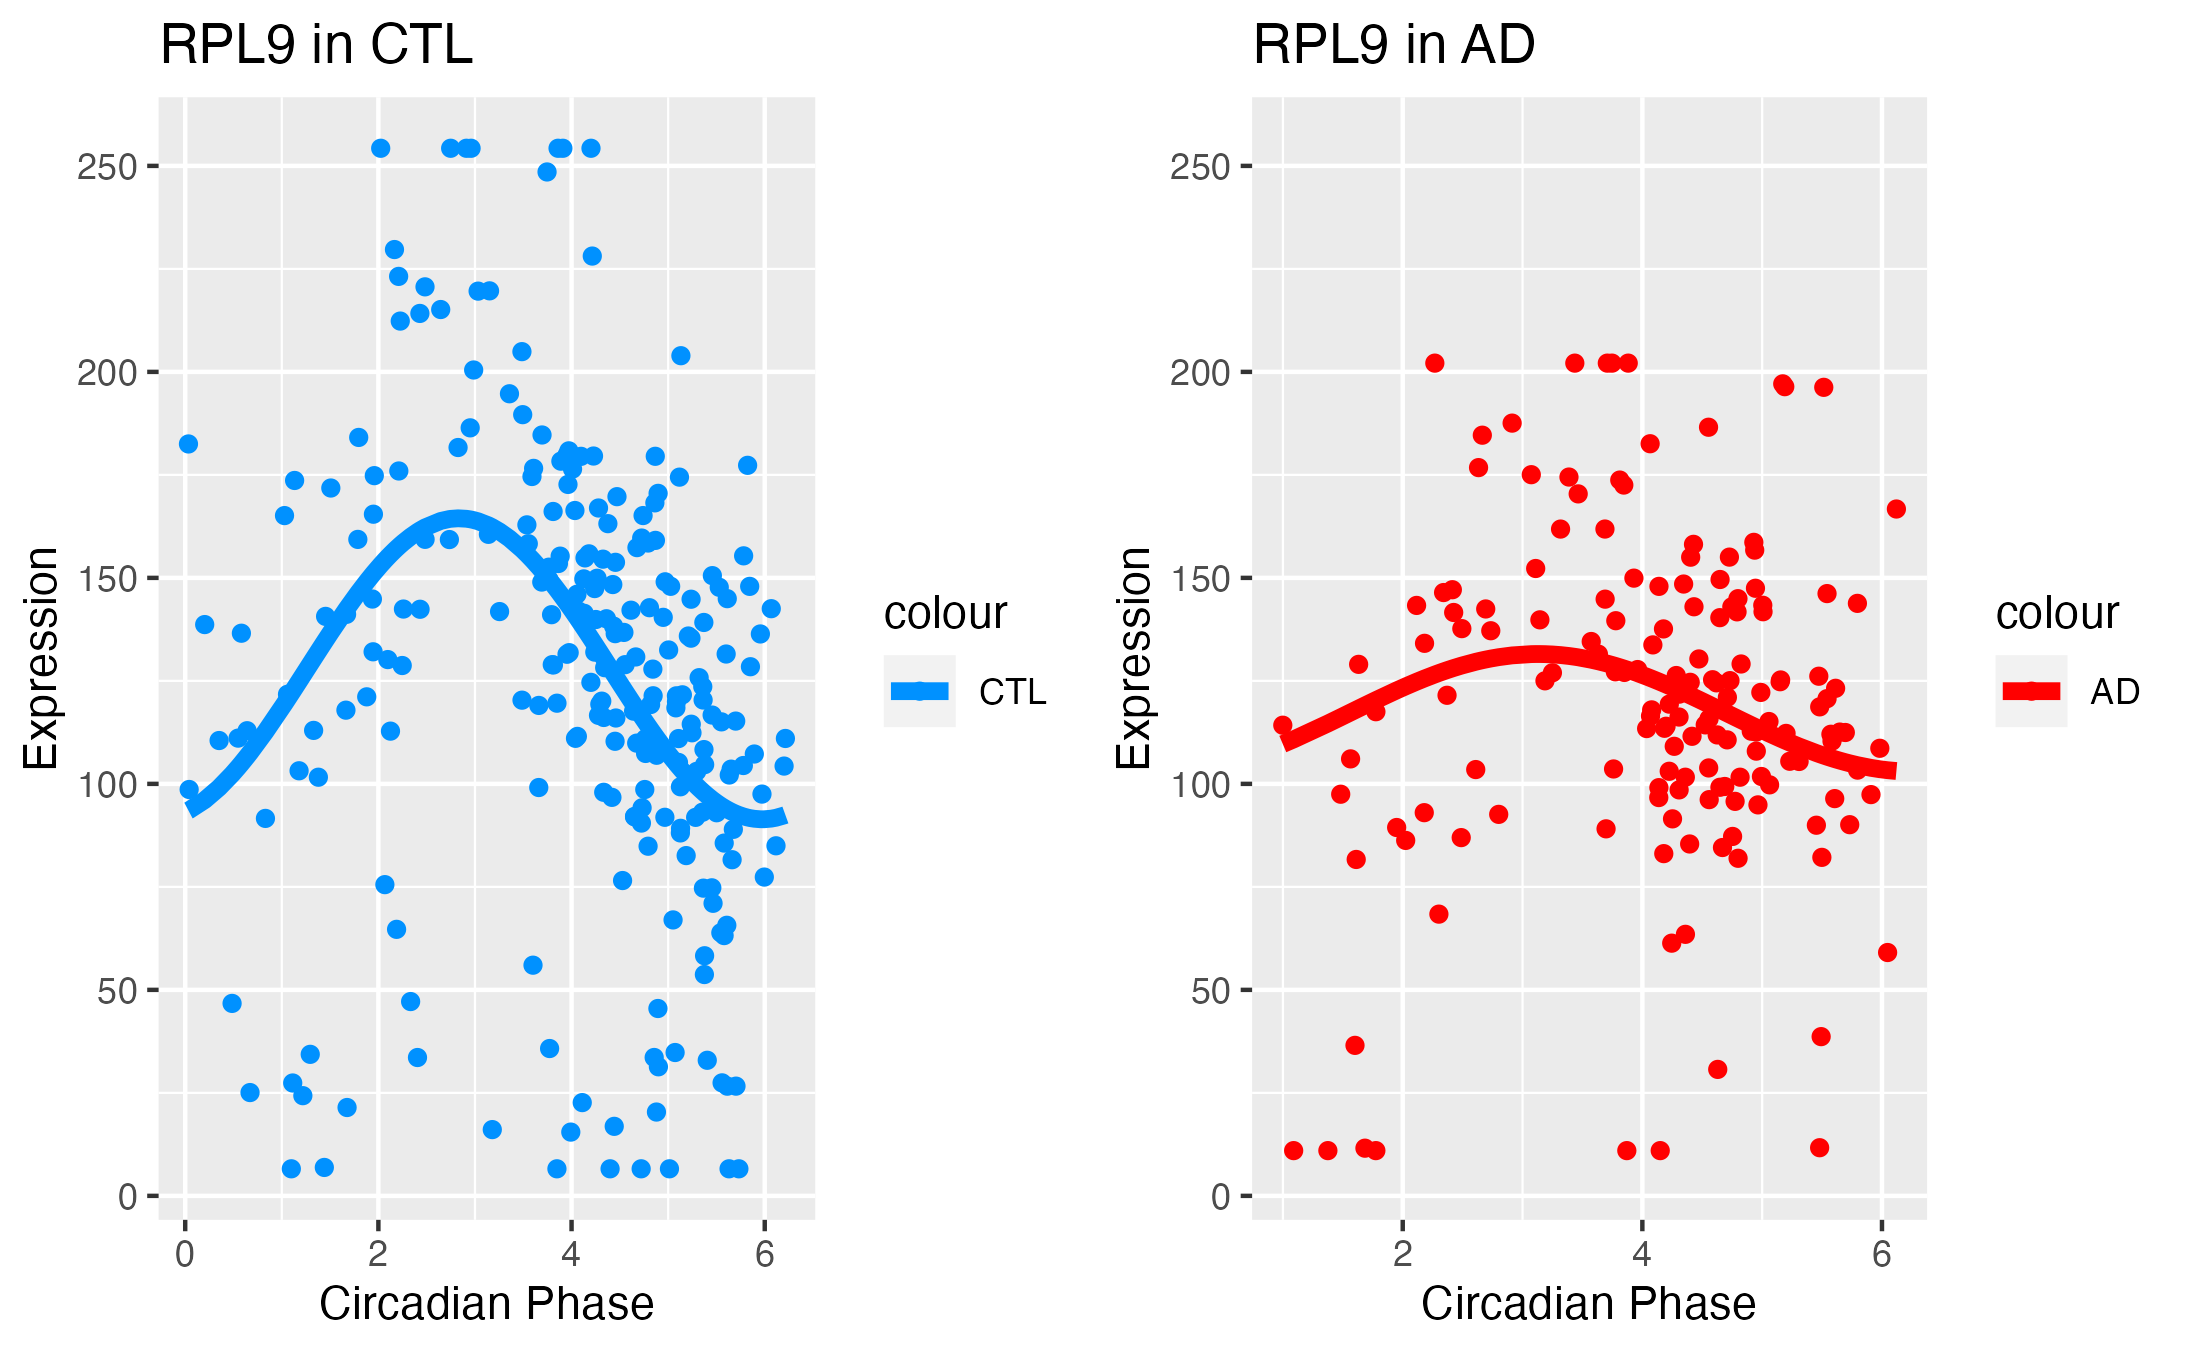 RPL9 in CTL
Expression
250
200
150
100
50
0
0 2 4 6
Circadian Phase
colour
CTL
RPL9 in AD
Expression
250
200
150
100
50
0
2 4 6
Circadian Phase
colour
AD